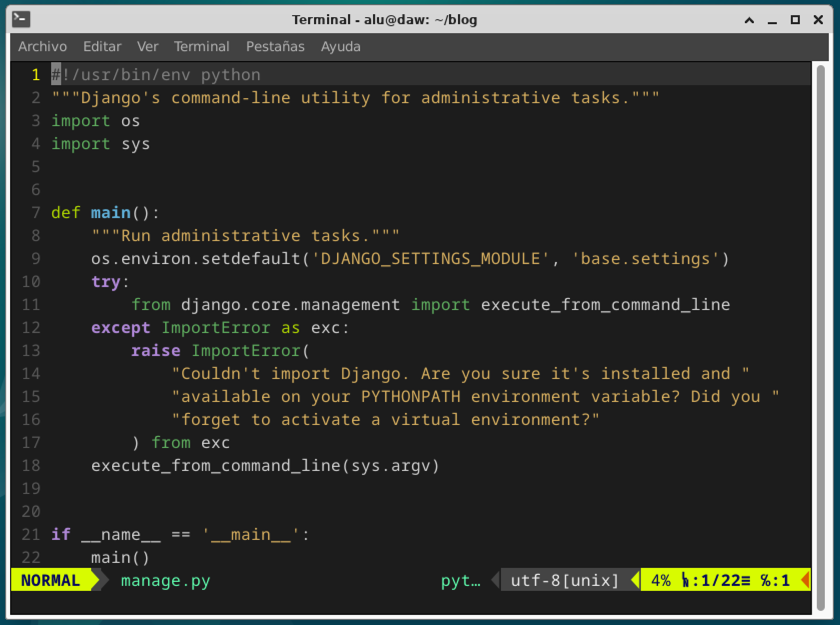 Terminal - alu@daw: ~/blog
Archivo Editar Ver Terminal Pestañas Ayuda
1 #!/usr/bin/env python
2 """Django's command-line utility for administrative tasks."""
3 import os
4 import sys
5
6
7 def main():
8     """Run administrative tasks."""
9     os.environ.setdefault('DJANGO_SETTINGS_MODULE', 'base.settings')
10     try:
11         from django.core.management import execute_from_command_line
12     except ImportError as exc:
13         raise ImportError(
14             "Couldn't import Django. Are you sure it's installed and "
15             "available on your PYTHONPATH environment variable? Did you "
16             "forget to activate a virtual environment?"
17         ) from exc
18     execute_from_command_line(sys.argv)
19
20
21 if __name__ == '__main__':
22     main()
NORMAL manage.py pyt… utf-8[unix] 4% ㏑:1/22≡ ℅:1